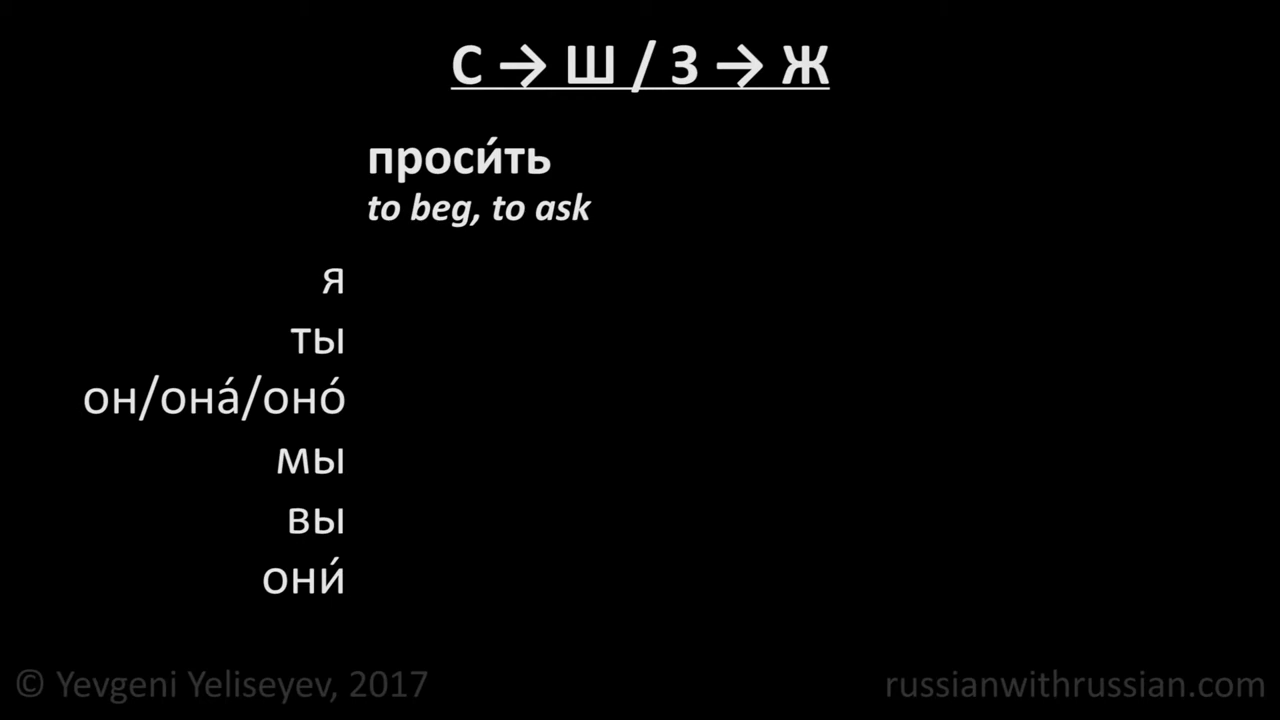 С → Ш / З → Ж
проси́ть
to beg, to ask
я
ты
он/она́/оно́
мы
вы
они́
© Yevgeni Yeliseyev, 2017
russianwithrussian.com